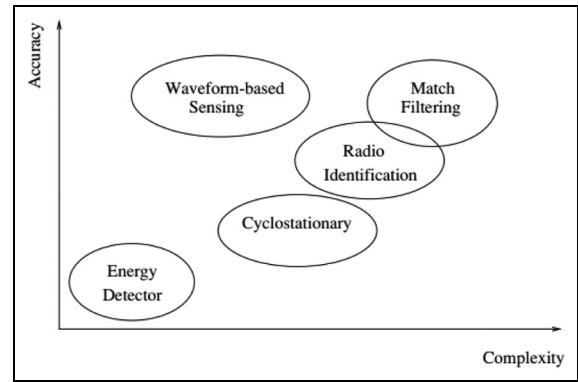 Accuracy
Waveform-based
Sensing
Match
Filtering
Radio
Identification
Cyclostationary
Energy
Detector
Complexity